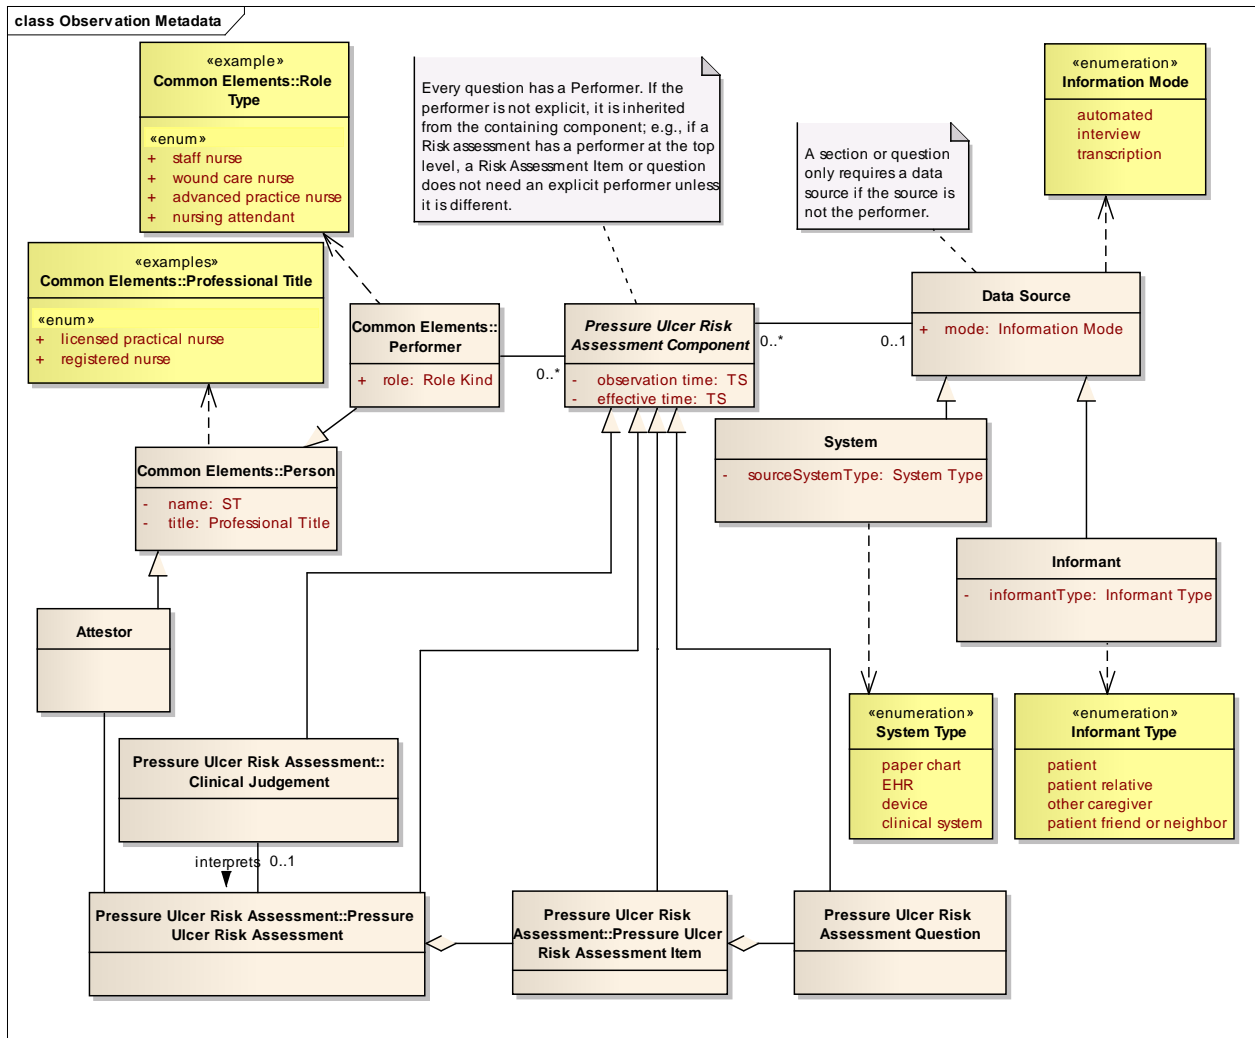 class Observation Metadata
«example»
Common Elements::Role
Type
«enum»
+ staff nurse
+ wound care nurse
+ advanced practice nurse
+ nursing attendant
Every question has a Performer. If the
performer is not explicit, it is inherited
from the containing component; e.g., if a
Risk assessment has a performer at the top
level, a Risk Assessment Item or question
does not need an explicit performer unless
it is different.
A section or question
only requires a data
source if the source is
not the performer.
«enumeration»
Information Mode
automated
interview
transcription
«examples»
Common Elements::Professional Title
«enum»
+ licensed practical nurse
+ registered nurse
Common Elements::
Performer
+ role: Role Kind
0..*
Pressure Ulcer Risk
Assessment Component
- observation time: TS
- effective time: TS
0..*
0..1
Data Source
+ mode: Information Mode
Common Elements::Person
- name: ST
- title: Professional Title
System
- sourceSystemType: System Type
Informant
- informantType: Informant Type
Attestor
«enumeration»
System Type
paper chart
EHR
device
clinical system
«enumeration»
Informant Type
patient
patient relative
other caregiver
patient friend or neighbor
Pressure Ulcer Risk Assessment::
Clinical Judgement
interprets 0..1
Pressure Ulcer Risk Assessment::Pressure
Ulcer Risk Assessment
Pressure Ulcer Risk
Assessment::Pressure Ulcer
Risk Assessment Item
Pressure Ulcer Risk
Assessment Question